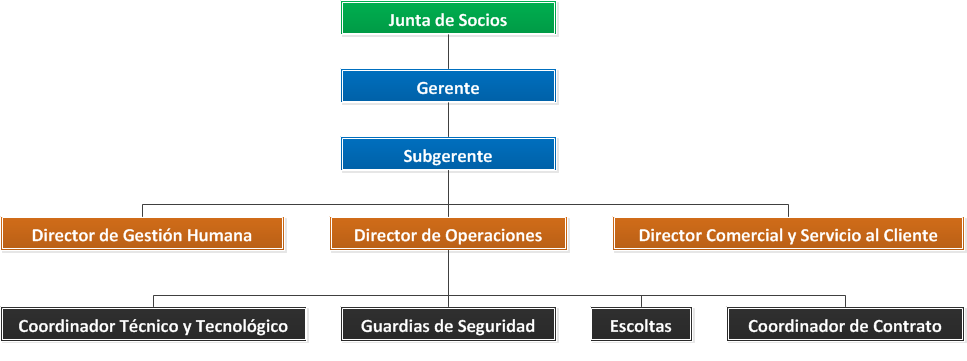 Junta de Socios
Gerente
Subgerente
Director de Gestión Humana
Director de Operaciones
Director Comercial y Servicio al Cliente
Coordinador Técnico y Tecnológico
Guardias de Seguridad
Escoltas
Coordinador de Contrato